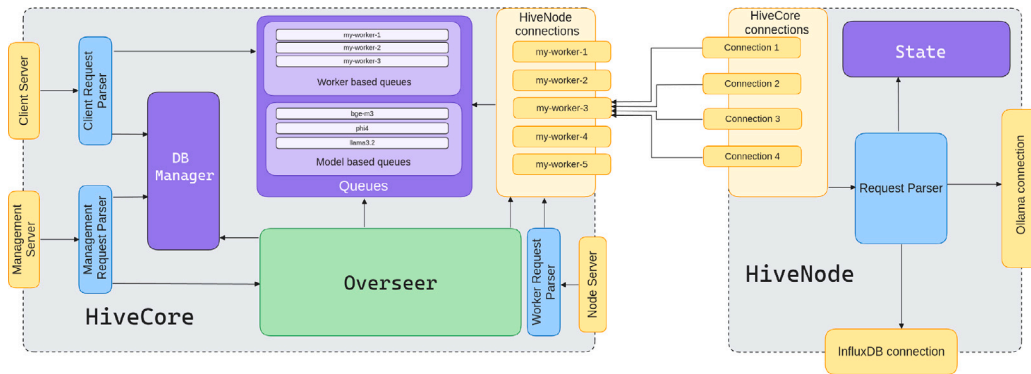 Client Server
Client Request
Parser
Management
Server
Management
Request Parser
DB
Manager
HiveCore
my-worker-1
my-worker-2
my-worker-3
Worker based queues
bge-m3
phi4
llama3.2
Model based queues
Queues
Overseer
HiveNode
connections
my-worker-1
my-worker-2
my-worker-3
my-worker-4
my-worker-5
Worker Request
Parser
Node Server
HiveCore
connections
Connection 1
Connection 2
Connection 3
Connection 4
State
Request Parser
HiveNode
Ollama connection
InfluxDB connection